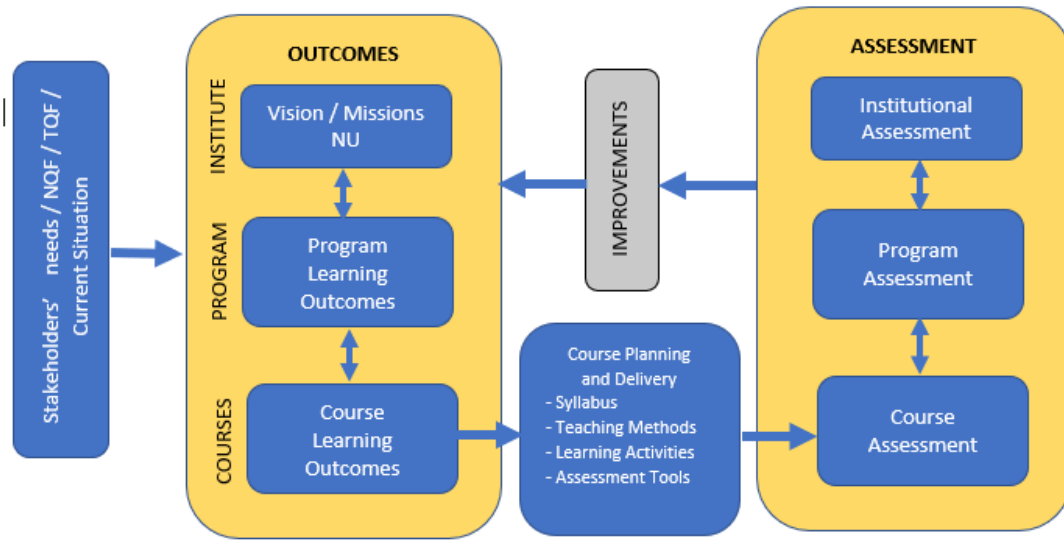 Stakeholders' needs / NQF / TQF /
Current Situation
OUTCOMES
INSTITUTE
Vision / Missions
NU
PROGRAM
Program
Learning
Outcomes
COURSES
Course
Learning
Outcomes
IMPROVEMENTS
Course Planning
and Delivery
- Syllabus
- Teaching Methods
- Learning Activities
- Assessment Tools
ASSESSMENT
Institutional
Assessment
Program
Assessment
Course
Assessment